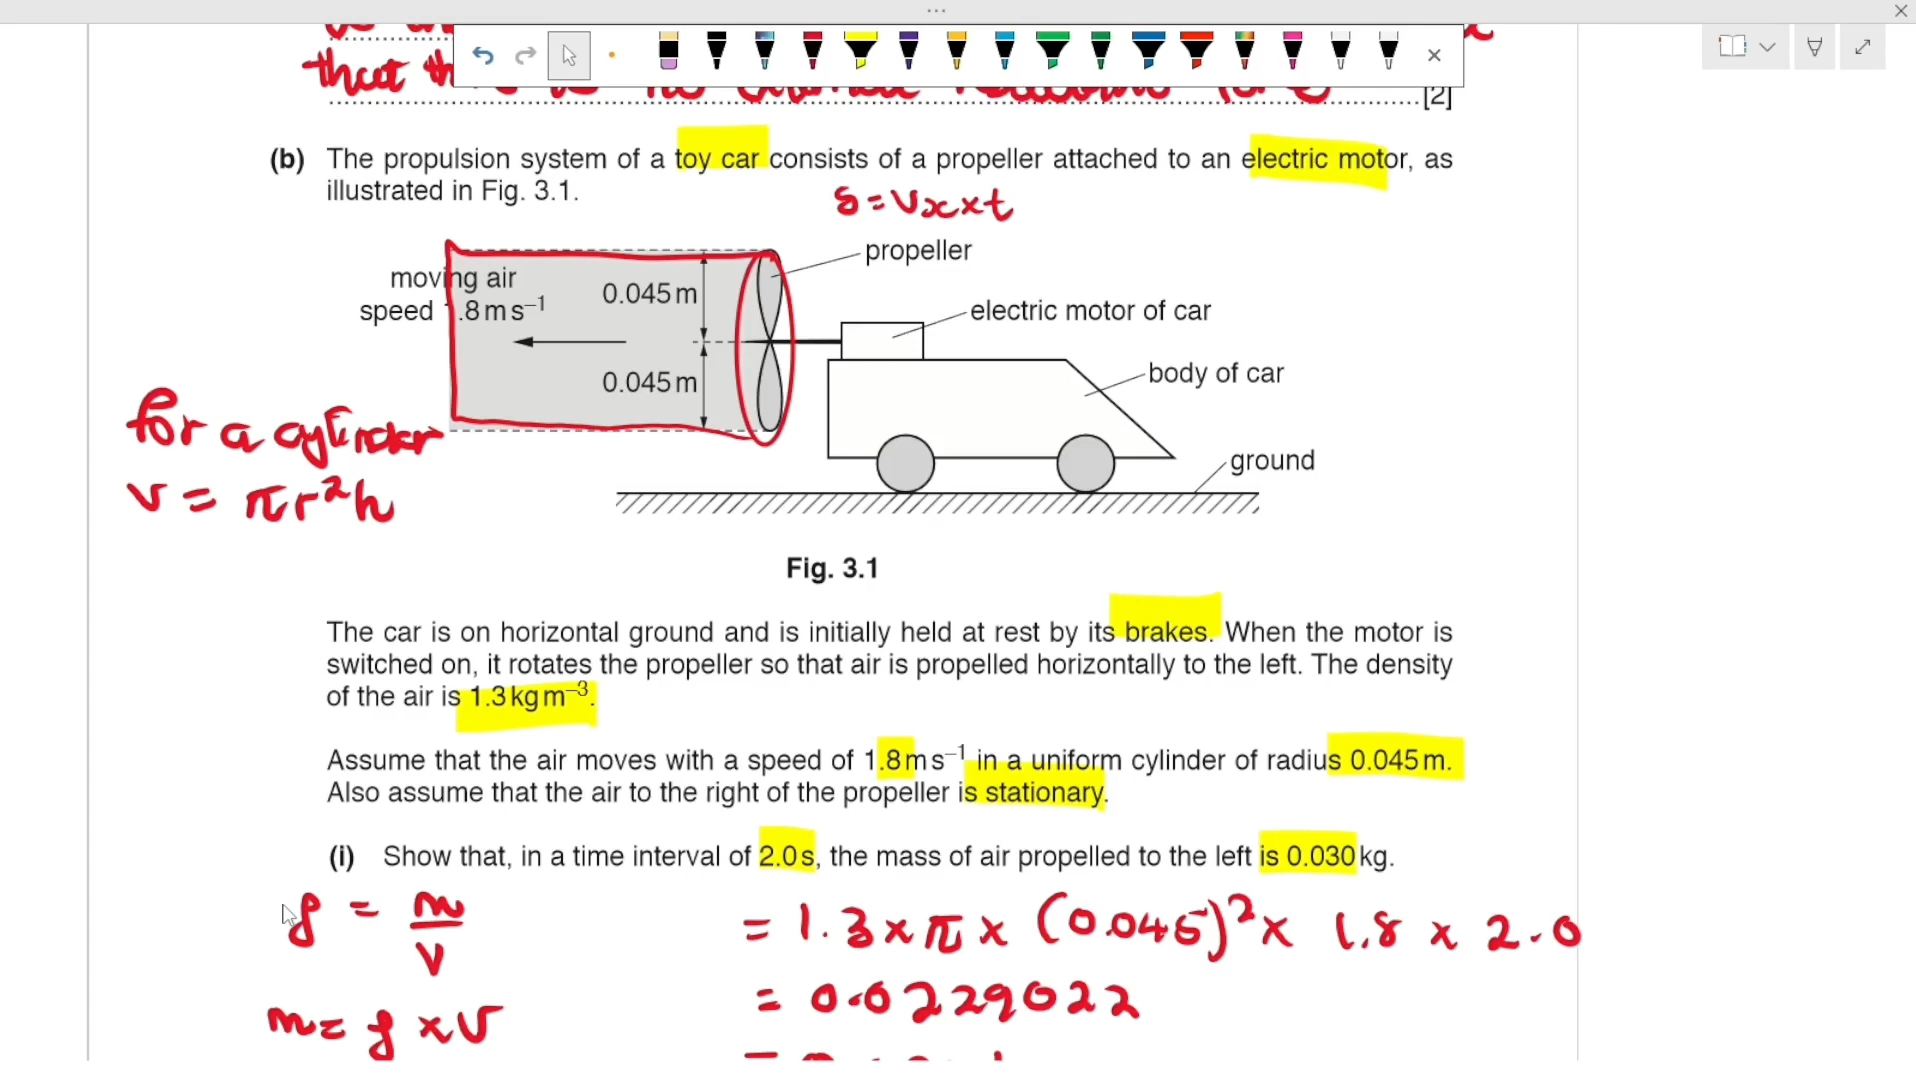 that
[2]
(b) The propulsion system of a toy car consists of a propeller attached to an electric motor, as
illustrated in Fig. 3.1.
s = vx × t
propeller
moving air
speed 1.8 m s⁻¹
0.045 m
electric motor of car
0.045 m
body of car
for a cylinder
v = πr²h
ground
Fig. 3.1
The car is on horizontal ground and is initially held at rest by its brakes. When the motor is
switched on, it rotates the propeller so that air is propelled horizontally to the left. The density
of the air is 1.3 kg m⁻³.
Assume that the air moves with a speed of 1.8 m s⁻¹ in a uniform cylinder of radius 0.045 m.
Also assume that the air to the right of the propeller is stationary.
(i) Show that, in a time interval of 2.0 s, the mass of air propelled to the left is 0.030 kg.
ρ = m/v
= 1.3 × π × (0.045)² × 1.8 × 2.0
= 0.0229022
m = ρ × v